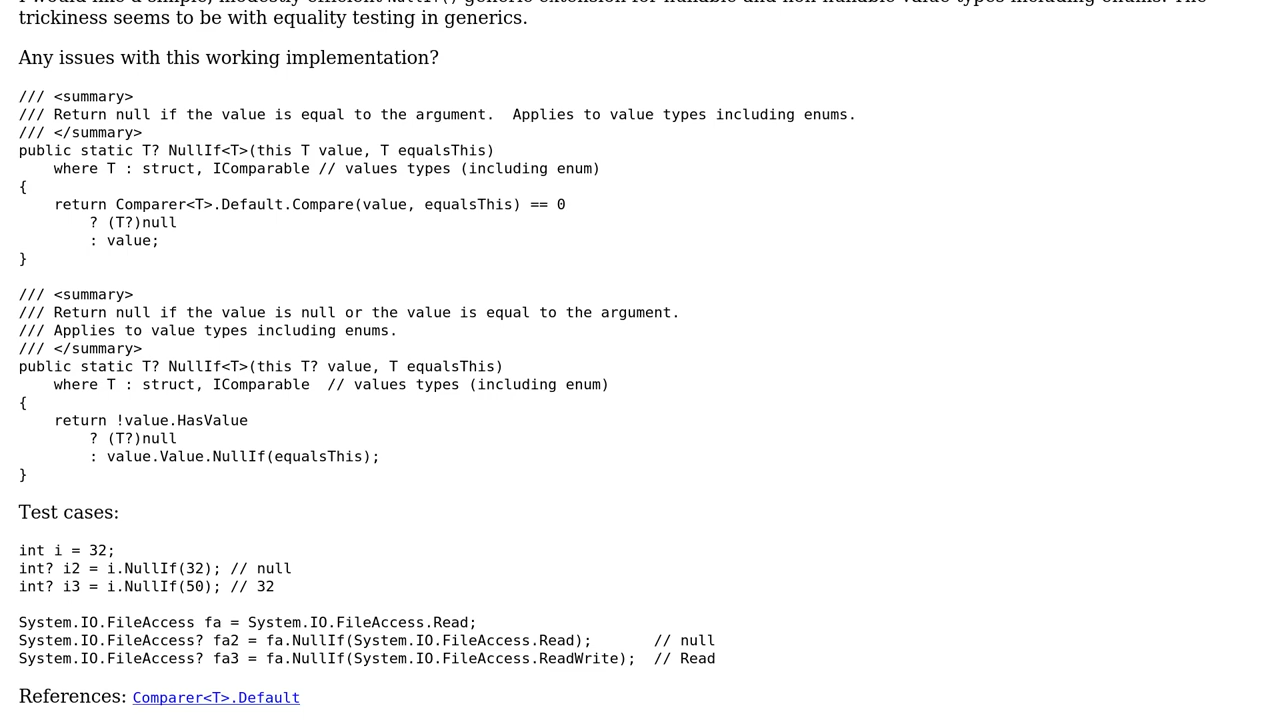 trickiness seems to be with equality testing in generics.
Any issues with this working implementation?
/// <summary>
/// Return null if the value is equal to the argument.  Applies to value types including enums.
/// </summary>
public static T? NullIf<T>(this T value, T equalsThis)
    where T : struct, IComparable // values types (including enum)
{
    return Comparer<T>.Default.Compare(value, equalsThis) == 0
        ? (T?)null
        : value;
}
/// <summary>
/// Return null if the value is null or the value is equal to the argument.
/// Applies to value types including enums.
/// </summary>
public static T? NullIf<T>(this T? value, T equalsThis)
    where T : struct, IComparable  // values types (including enum)
{
    return !value.HasValue
        ? (T?)null
        : value.Value.NullIf(equalsThis);
}
Test cases:
int i = 32;
int? i2 = i.NullIf(32); // null
int? i3 = i.NullIf(50); // 32
System.IO.FileAccess fa = System.IO.FileAccess.Read;
System.IO.FileAccess? fa2 = fa.NullIf(System.IO.FileAccess.Read);       // null
System.IO.FileAccess? fa3 = fa.NullIf(System.IO.FileAccess.ReadWrite);  // Read
References: Comparer<T>.Default